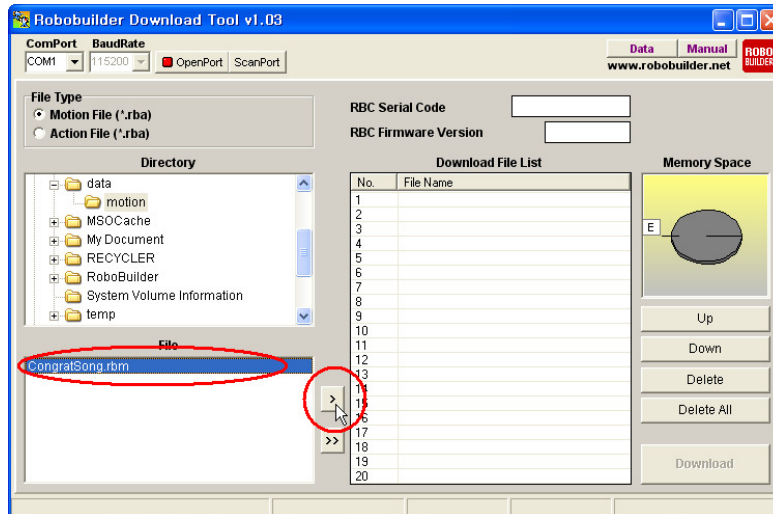 Robobuilder Download Tool v1.03
ComPort BaudRate
COM1 115200 OpenPort ScanPort
Data Manual
www.robobuilder.net
ROBO
BUILDER
File Type
Motion File (*.rba)
Action File (*.rba)
RBC Serial Code
RBC Firmware Version
Directory
data
motion
MSOCache
My Document
RECYCLER
RoboBuilder
System Volume Information
temp
File
CongratSong.rbm
>
>>
Download File List
No. File Name
1
2
3
4
5
6
7
8
9
10
11
12
13
14
15
16
17
18
19
20
Memory Space
E
Up
Down
Delete
Delete All
Download